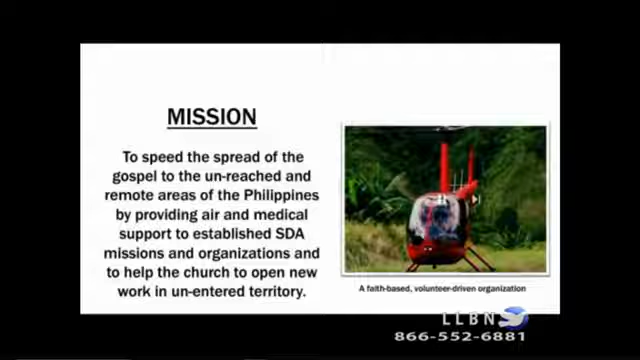 MISSION
To speed the spread of the
gospel to the un-reached and
remote areas of the Philippines
by providing air and medical
support to established SDA
missions and organizations and
to help the church to open new
work in un-entered territory.
A faith-based, volunteer-driven organization
LLBN
866-552-6881